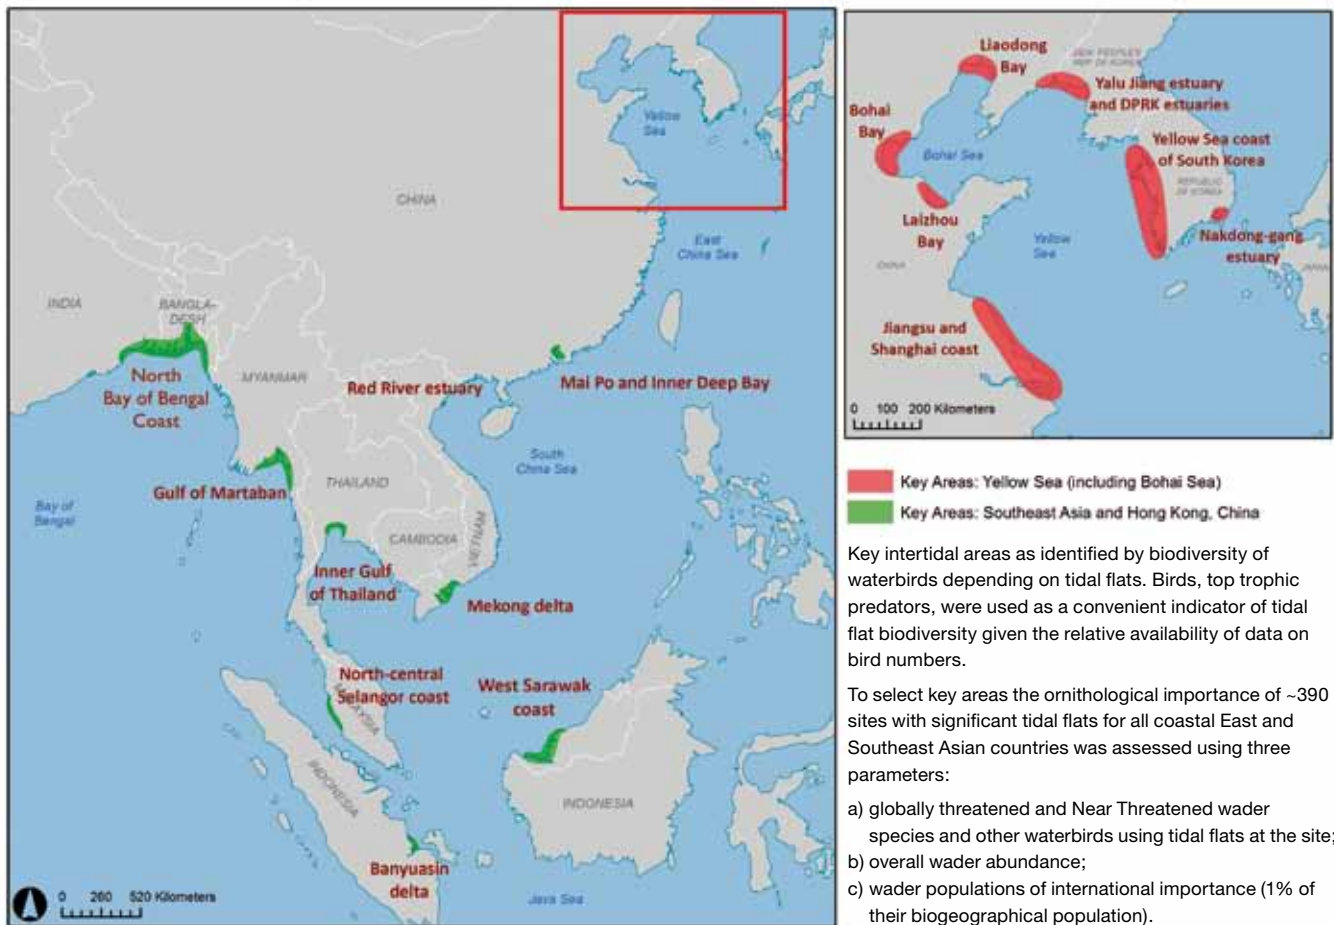 Yellow
Sea
CHINA
East
China Sea
INDIA
BANGLA-
DESH
North
Bay of Bengal
Coast
MYANMAR
Red River estuary
Mai Po and Inner Deep Bay
South
China Sea
Gulf of Martaban
THAILAND
Bay of
Bengal
CAMBODIA
VIETNAM
Inner Gulf
of Thailand
Mekong delta
North-central
Selangor coast
MALAYSIA
West Sarawak
coast
INDONESIA
INDONESIA
Banyuasin
delta
Java Sea
0 260 520 Kilometers
Liaodong
Bay
DEM PEOPLE'S
REP DE KOREA
Yalu Jiang estuary
and DPRK estuaries
Bohai
Bay
Bohai Sea
Yellow Sea coast
of South Korea
REPUBLIC
DE KOREA
Laizhou
Bay
Nakdong-gang
estuary
Yellow
Sea
CHINA
JAPAN
Jiangsu and
Shanghai coast
0 100 200 Kilometers
Key Areas: Yellow Sea (including Bohai Sea)
Key Areas: Southeast Asia and Hong Kong, China
Key intertidal areas as identified by biodiversity of
waterbirds depending on tidal flats. Birds, top trophic
predators, were used as a convenient indicator of tidal
flat biodiversity given the relative availability of data on
bird numbers.
To select key areas the ornithological importance of ~390
sites with significant tidal flats for all coastal East and
Southeast Asian countries was assessed using three
parameters:
a) globally threatened and Near Threatened wader
species and other waterbirds using tidal flats at the site;
b) overall wader abundance;
c) wader populations of international importance (1% of
their biogeographical population).